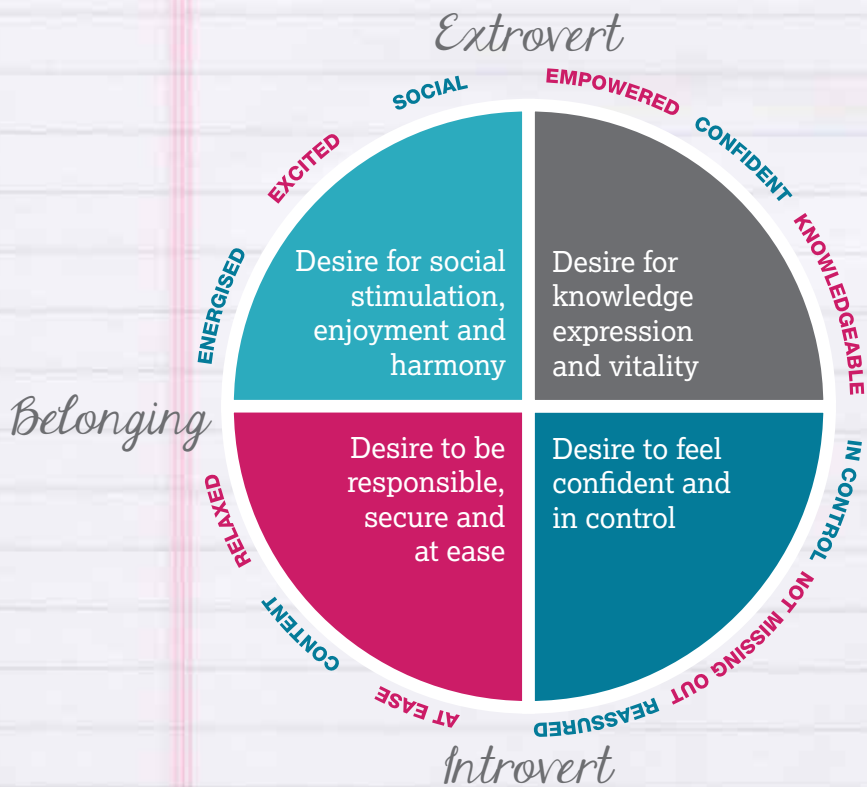 Extrovert
SOCIAL
EMPOWERED
EXCITED
CONFIDENT
ENERGISED
KNOWLEDGEABLE
Desire for social
stimulation,
enjoyment and
harmony
Desire for
knowledge
expression
and vitality
Belonging
Desire to be
responsible,
secure and
at ease
Desire to feel
confident and
in control
RELAXED
IN CONTROL
CONTENT
NOT MISSING OUT
AT EASE
REASSURED
Introvert